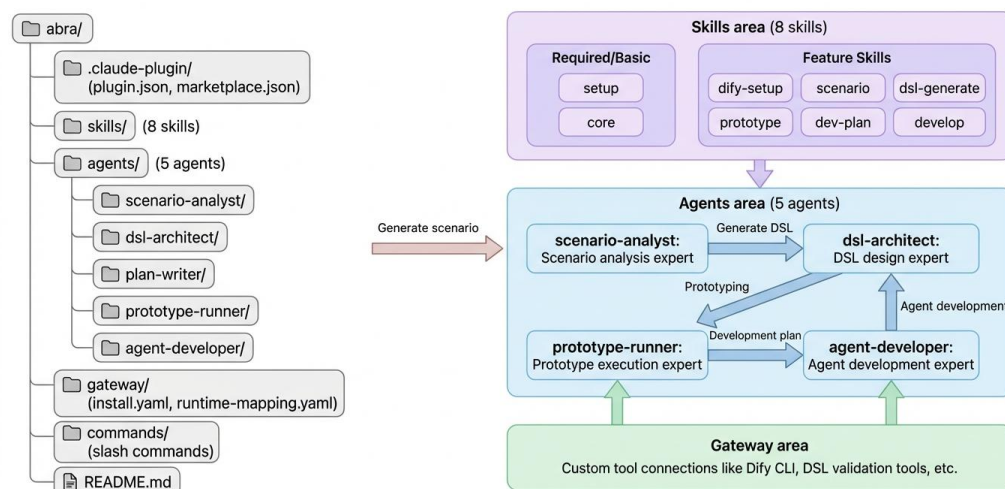 abra/
.claude-plugin/
(plugin.json, marketplace.json)
skills/ (8 skills)
agents/ (5 agents)
scenario-analyst/
dsl-architect/
plan-writer/
prototype-runner/
agent-developer/
gateway/
(install.yaml, runtime-mapping.yaml)
commands/
(slash commands)
README.md
Generate scenario
Skills area (8 skills)
Required/Basic
setup
core
Feature Skills
dify-setup scenario dsl-generate
prototype dev-plan develop
Agents area (5 agents)
scenario-analyst:
Scenario analysis expert
Generate DSL
dsl-architect:
DSL design expert
Prototyping
Agent development
prototype-runner:
Prototype execution expert
Development plan
agent-developer:
Agent development expert
Gateway area
Custom tool connections like Dify CLI, DSL validation tools, etc.